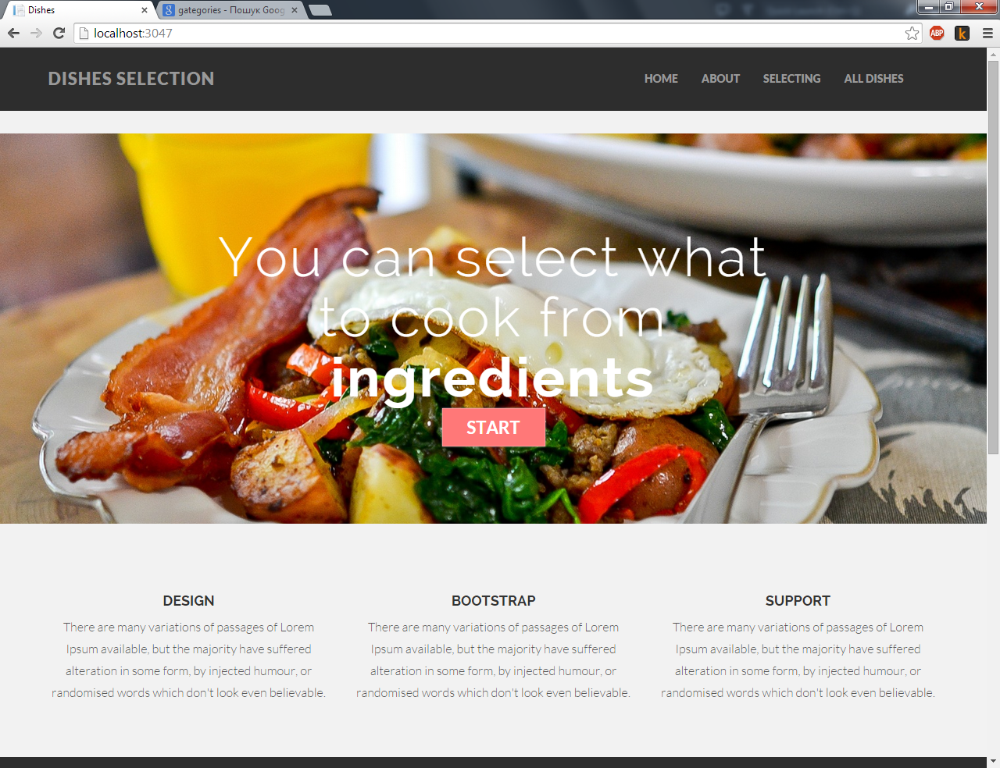 Dishes
gategories - Пошук Goog
localhost:3047
ABP
k
DISHES SELECTION
HOME ABOUT SELECTING ALL DISHES
You can select what
to cook from
ingredients
START
DESIGN
There are many variations of passages of Lorem
Ipsum available, but the majority have suffered
alteration in some form, by injected humour, or
randomised words which don't look even believable.
BOOTSTRAP
There are many variations of passages of Lorem
Ipsum available, but the majority have suffered
alteration in some form, by injected humour, or
randomised words which don't look even believable.
SUPPORT
There are many variations of passages of Lorem
Ipsum available, but the majority have suffered
alteration in some form, by injected humour, or
randomised words which don't look even believable.